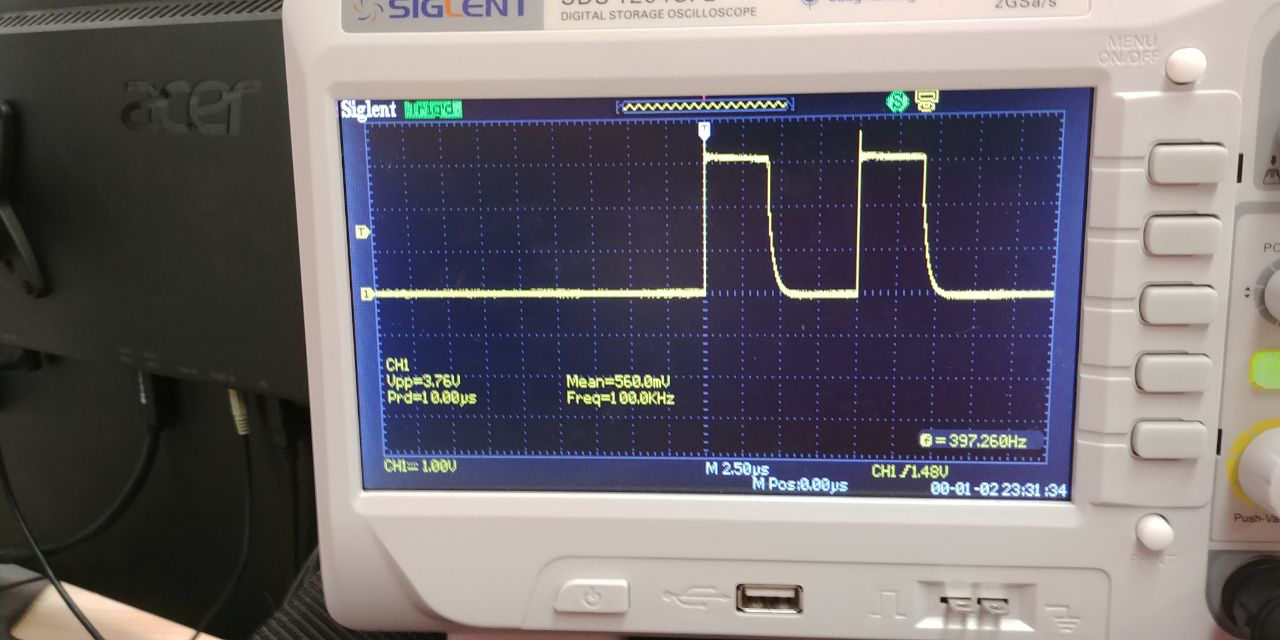 acer
SIGLENT
DIGITAL STORAGE OSCILLOSCOPE
2GSa/s
MENU
ON/OFF
Siglent
T
S
T
1
CH1
Vpp=3.76V
Mean=560.0mV
Prd=10.00µs
Freq=100.0KHz
= 397.260Hz
CH1 1.00V
M 2.50µs
CH1 /1.48V
M Pos:0.00µs
00-01-02 23:31:34
PRINT